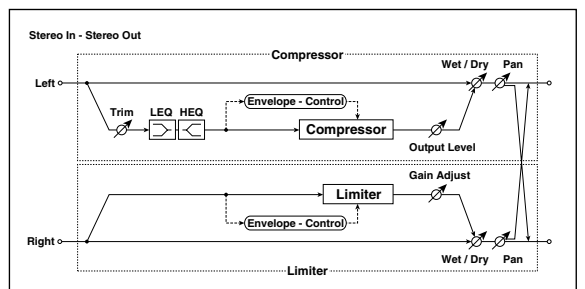 Stereo In - Stereo Out
Compressor
Wet / Dry
Pan
Left
Trim
LEQ
HEQ
Envelope - Control
Compressor
Output Level
Gain Adjust
Limiter
Envelope - Control
Right
Wet / Dry
Pan
Limiter